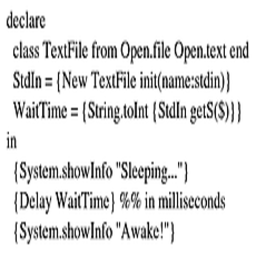 declare
class TextFile from Open.file Open.text end
StdIn = {New TextFile init(name:stdin)}
WaitTime = {String.toInt {StdIn getS($)}}
in
{System.showInfo "Sleeping..."}
{Delay WaitTime} %% in milliseconds
{System.showInfo "Awake!"}